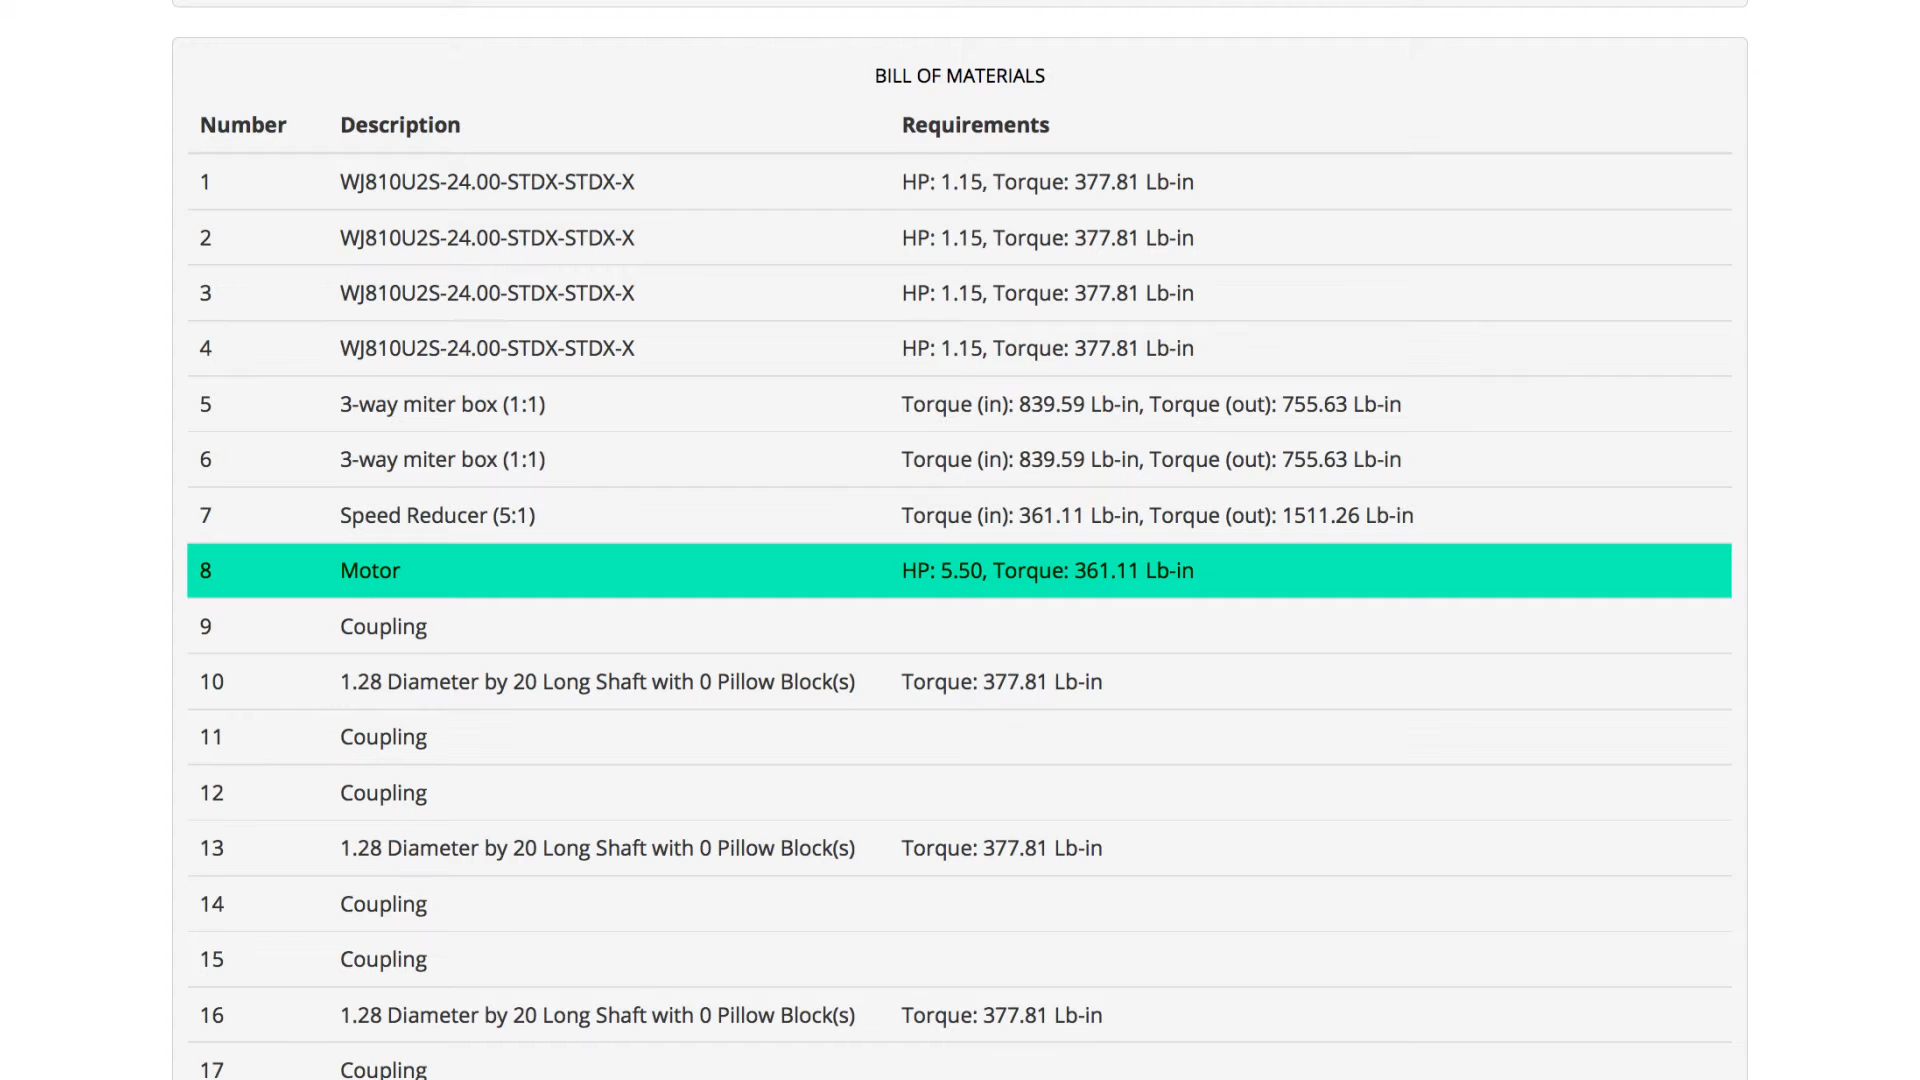 BILL OF MATERIALS
Number Description Requirements
1 WJ810U2S-24.00-STDX-STDX-X HP: 1.15, Torque: 377.81 Lb-in
2 WJ810U2S-24.00-STDX-STDX-X HP: 1.15, Torque: 377.81 Lb-in
3 WJ810U2S-24.00-STDX-STDX-X HP: 1.15, Torque: 377.81 Lb-in
4 WJ810U2S-24.00-STDX-STDX-X HP: 1.15, Torque: 377.81 Lb-in
5 3-way miter box (1:1) Torque (in): 839.59 Lb-in, Torque (out): 755.63 Lb-in
6 3-way miter box (1:1) Torque (in): 839.59 Lb-in, Torque (out): 755.63 Lb-in
7 Speed Reducer (5:1) Torque (in): 361.11 Lb-in, Torque (out): 1511.26 Lb-in
8 Motor HP: 5.50, Torque: 361.11 Lb-in
9 Coupling
10 1.28 Diameter by 20 Long Shaft with 0 Pillow Block(s) Torque: 377.81 Lb-in
11 Coupling
12 Coupling
13 1.28 Diameter by 20 Long Shaft with 0 Pillow Block(s) Torque: 377.81 Lb-in
14 Coupling
15 Coupling
16 1.28 Diameter by 20 Long Shaft with 0 Pillow Block(s) Torque: 377.81 Lb-in
17 Coupling